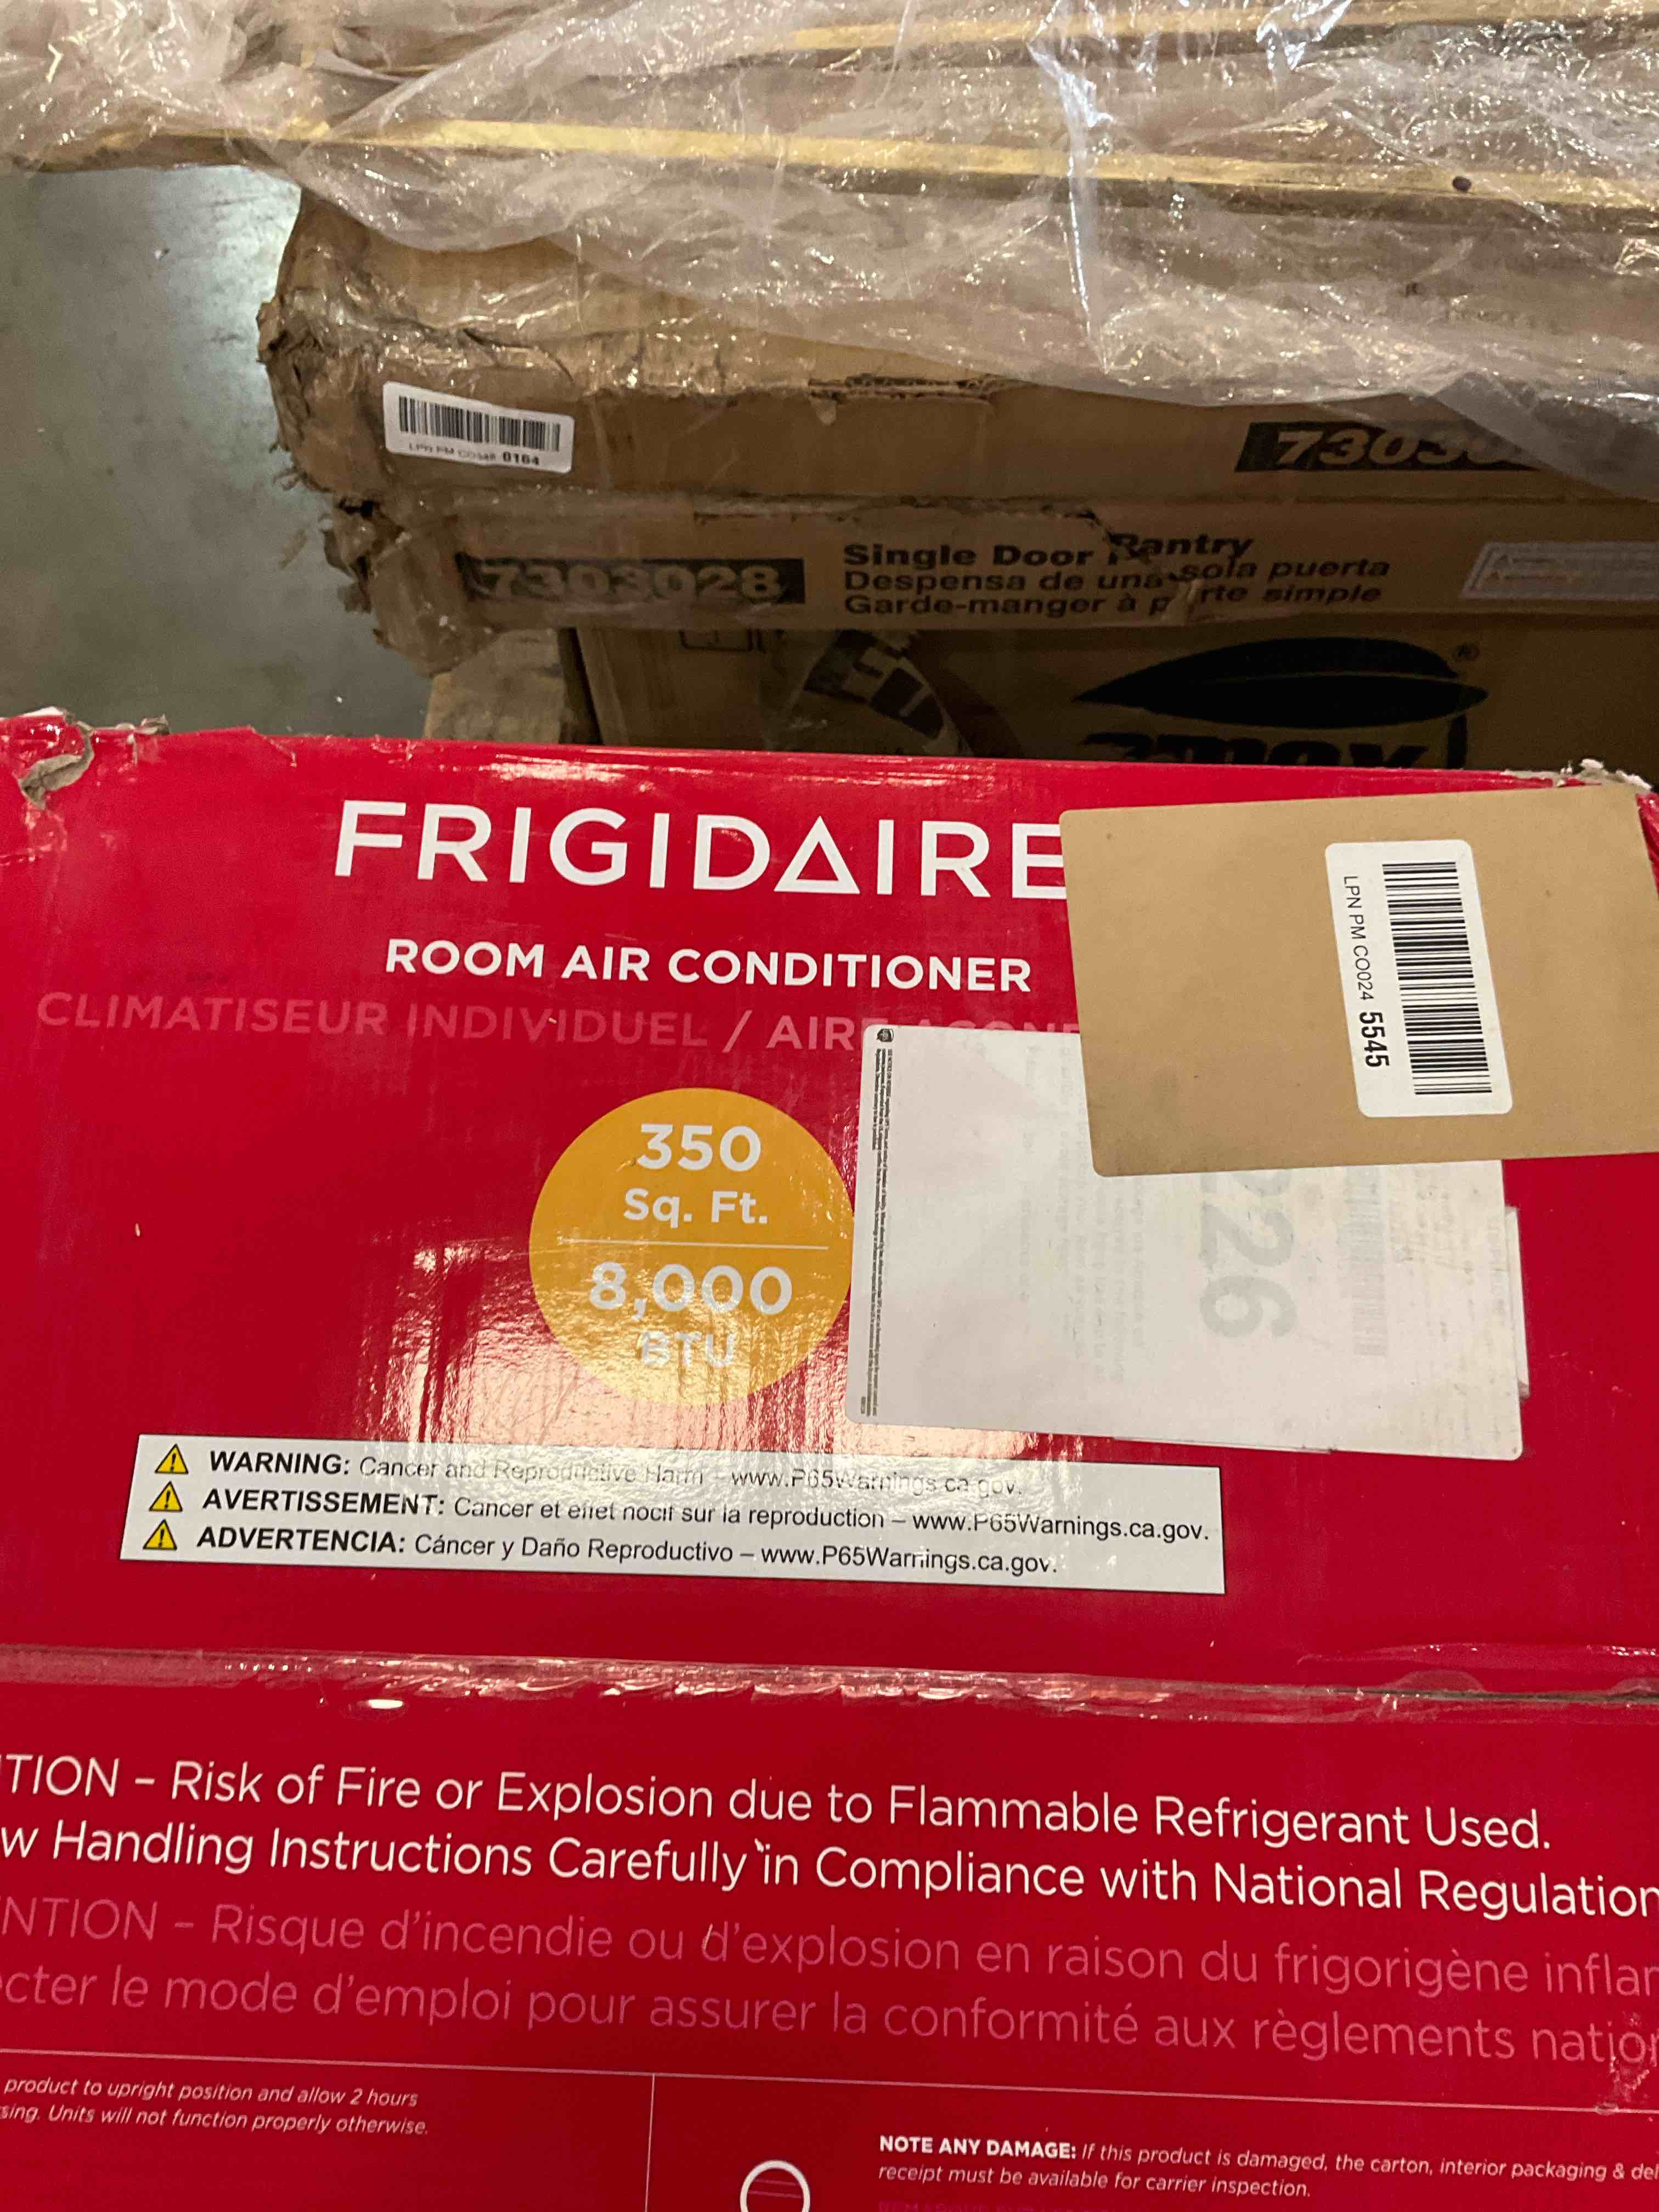 0164
7303
7303028
Single Door Pantry
Despensa de una sola puerta
Garde-manger à p rte simple
FRIGIDAIRE
ROOM AIR CONDITIONER
CLIMATISEUR INDIVIDUEL / AIRE
LPN PM CO024 5545
350
Sq. Ft.
8,000
BTU
226
WARNING: Cancer and Reproductive Harm – www.P65Warnings.ca.gov.
AVERTISSEMENT: Cancer et effet nocif sur la reproduction – www.P65Warnings.ca.gov.
ADVERTENCIA: Cáncer y Daño Reproductivo – www.P65Warnings.ca.gov.
TION – Risk of Fire or Explosion due to Flammable Refrigerant Used.
w Handling Instructions Carefully in Compliance with National Regulation
NTION – Risque d'incendie ou d'explosion en raison du frigorigène inflam
cter le mode d'emploi pour assurer la conformité aux règlements nation
product to upright position and allow 2 hours
sing. Units will not function properly otherwise.
NOTE ANY DAMAGE: If this product is damaged, the carton, interior packaging & del
receipt must be available for carrier inspection.